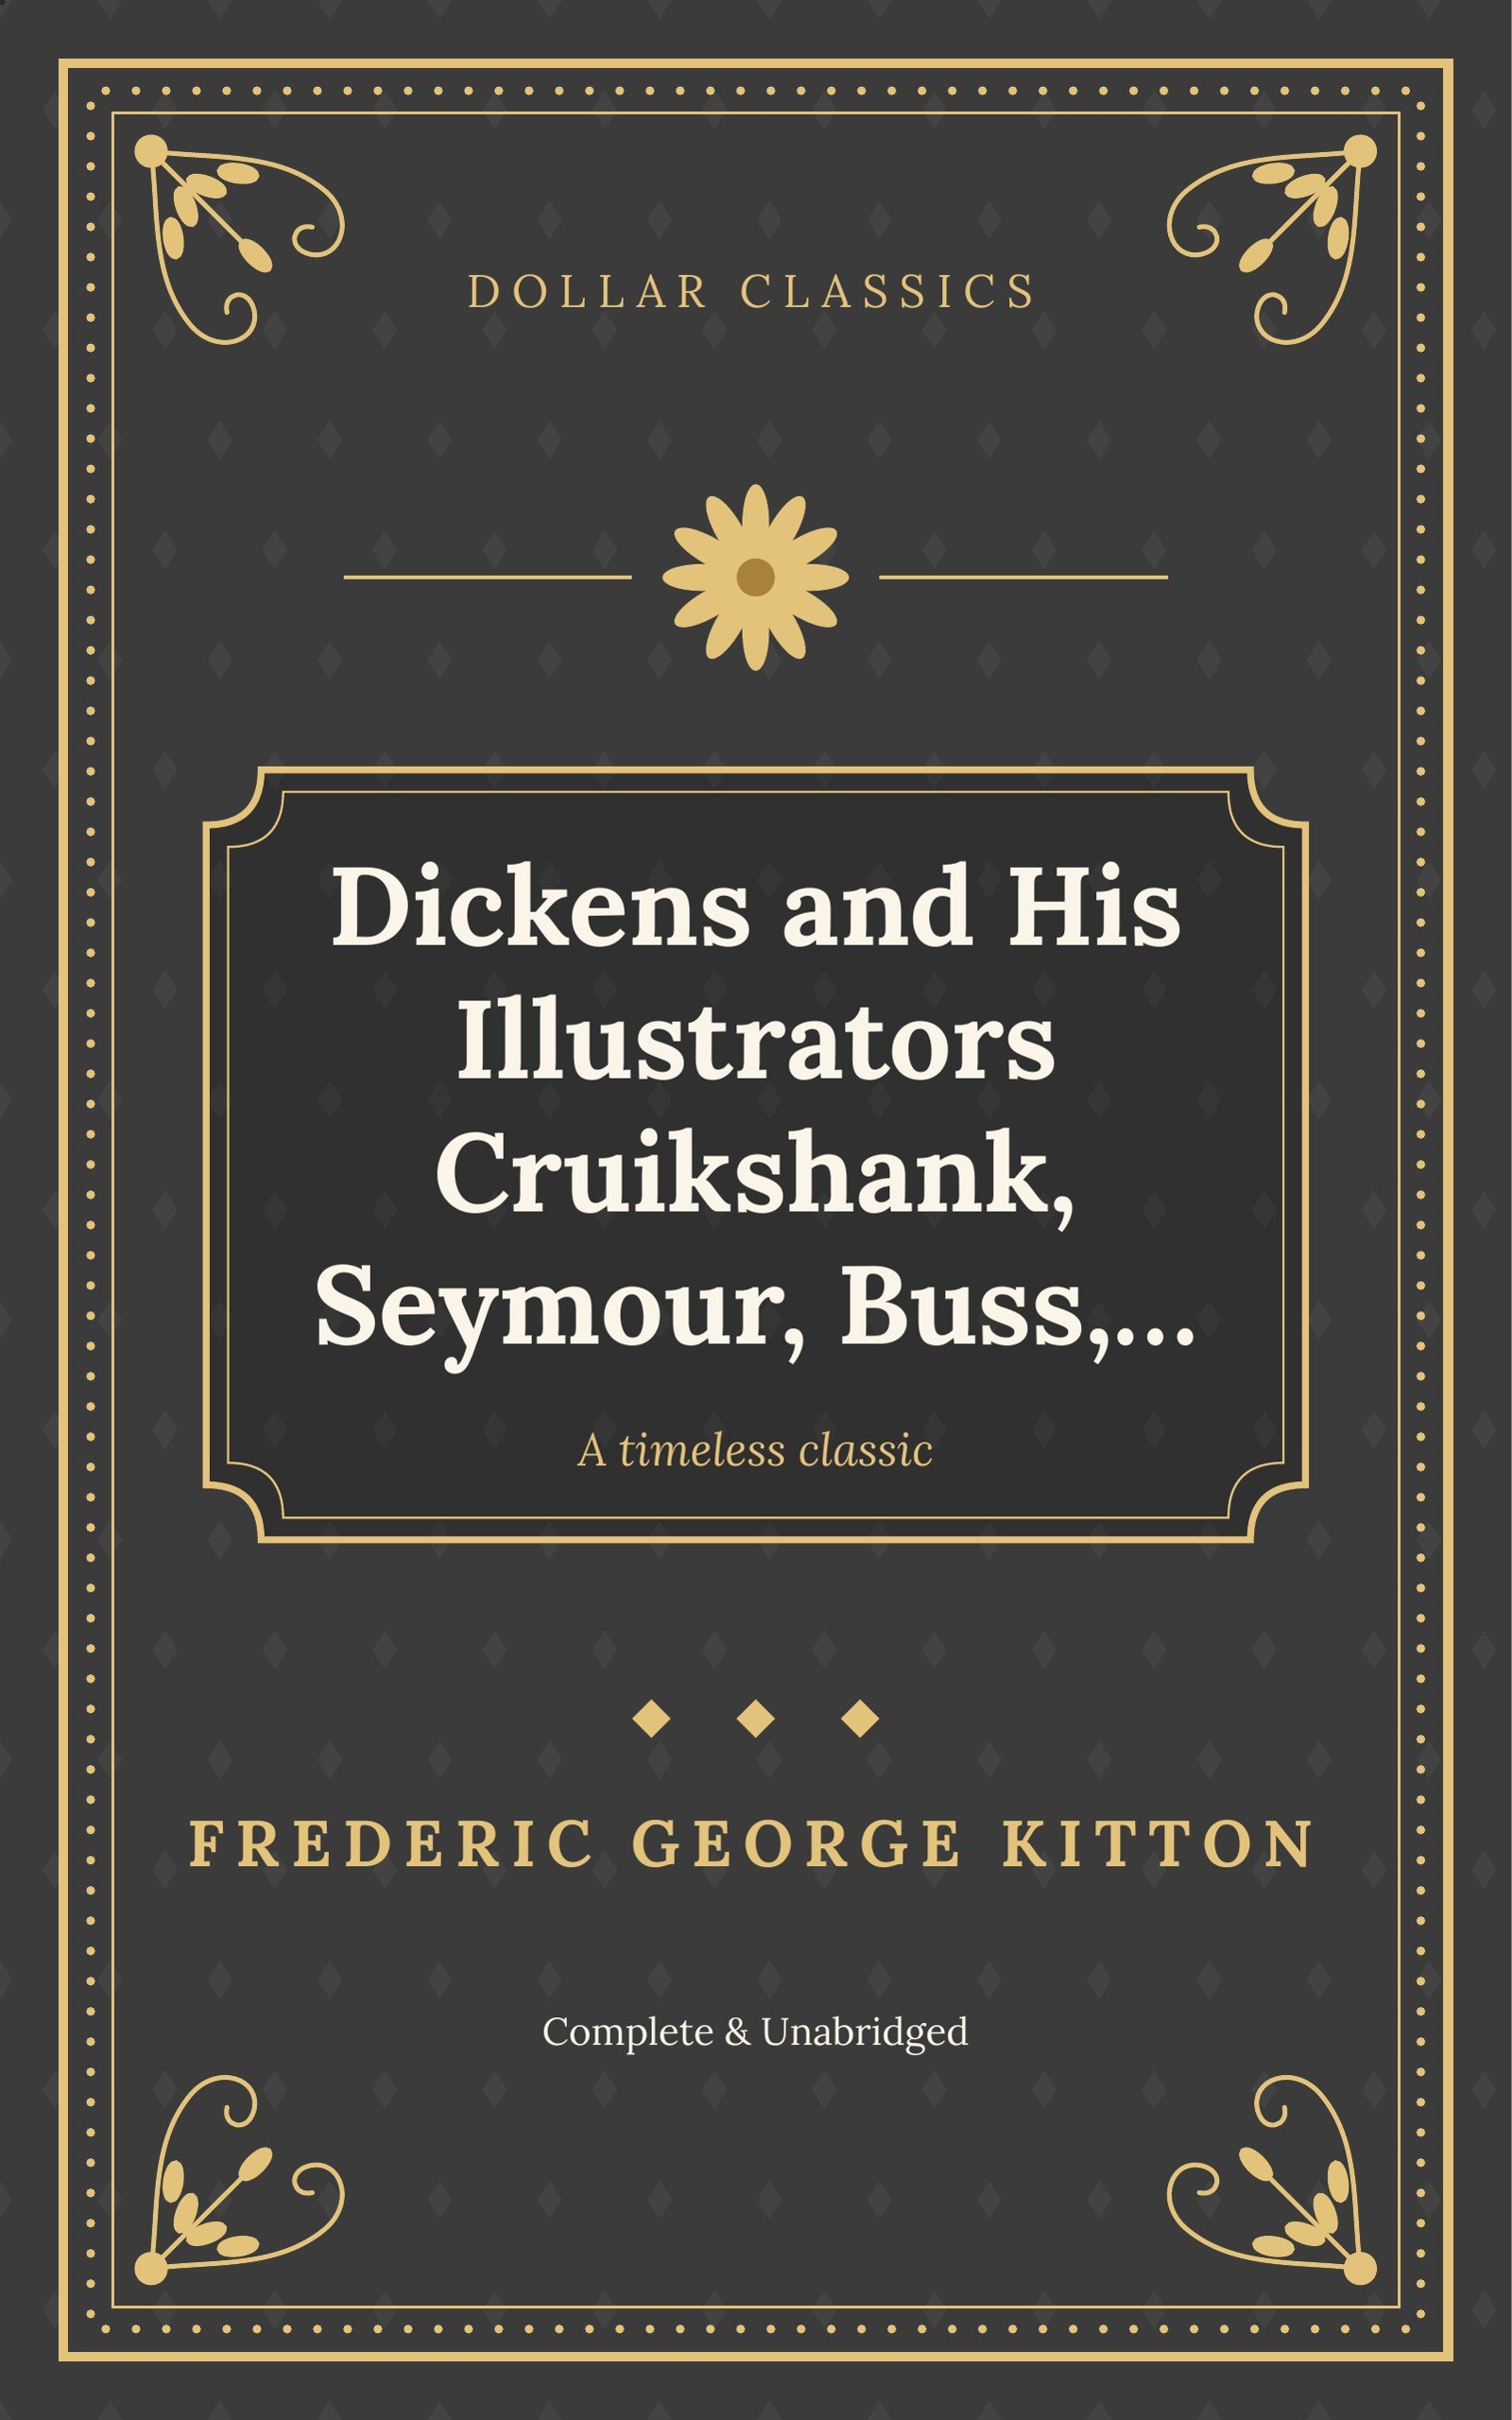 DOLLAR CLASSICS
Dickens and His
Illustrators
Cruikshank,
Seymour, Buss,...
A timeless classic
FREDERIC GEORGE KITTON
Complete & Unabridged